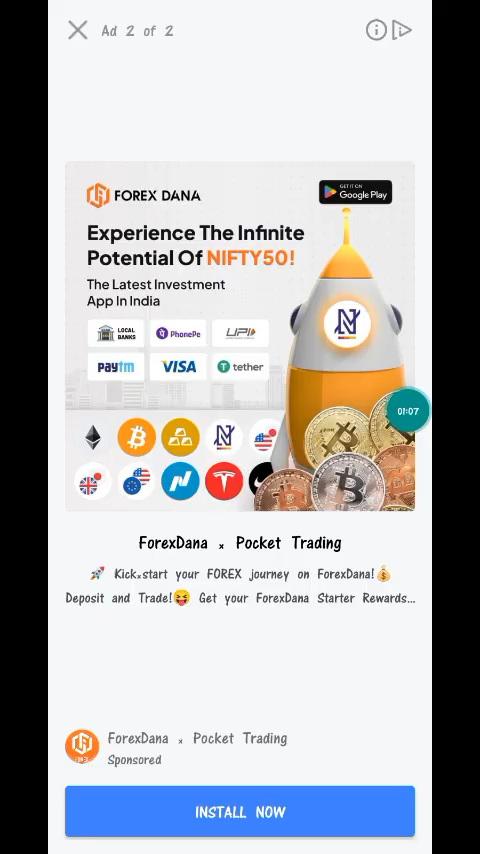 Ad 2 of 2
FOREX DANA
GET IT ON
Google Play
Experience The Infinite
Potential Of NIFTY50!
The Latest Investment
App In India
LOCAL
BANKS
PhonePe
UPI
paytm
VISA
tether
01:07
ForexDana × Pocket Trading
🚀 Kick×start your FOREX journey on ForexDana!💰
Deposit and Trade!😝 Get your ForexDana Starter Rewards...
ForexDana × Pocket Trading
Sponsored
INSTALL NOW